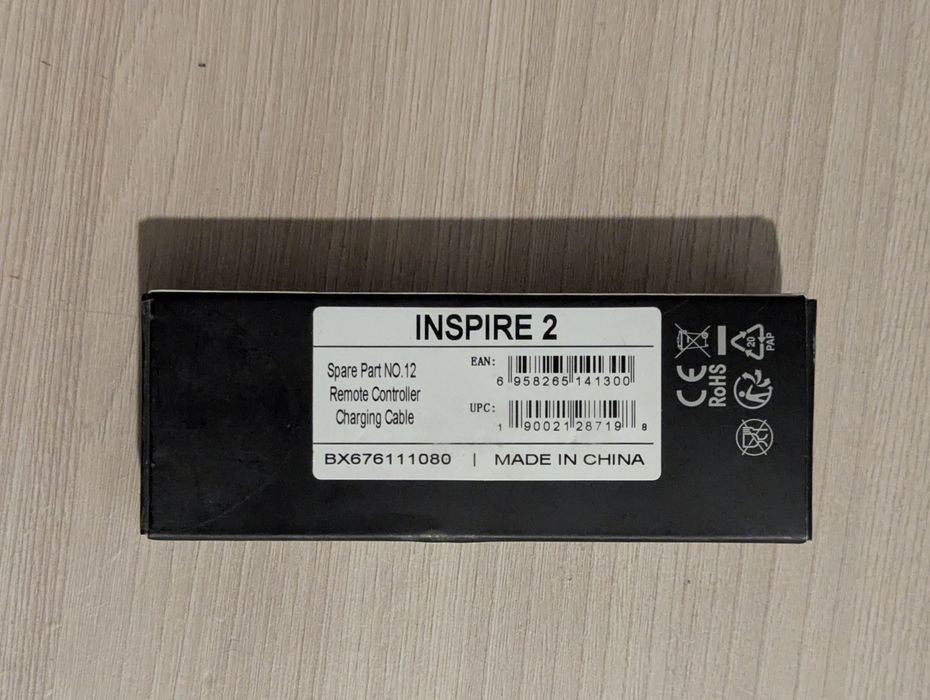 INSPIRE 2
Spare Part NO.12
Remote Controller
Charging Cable
EAN:
6 958265 141300
UPC:
1 90021 28719 8
BX676111080 | MADE IN CHINA
CE
RoHS
20
PAP